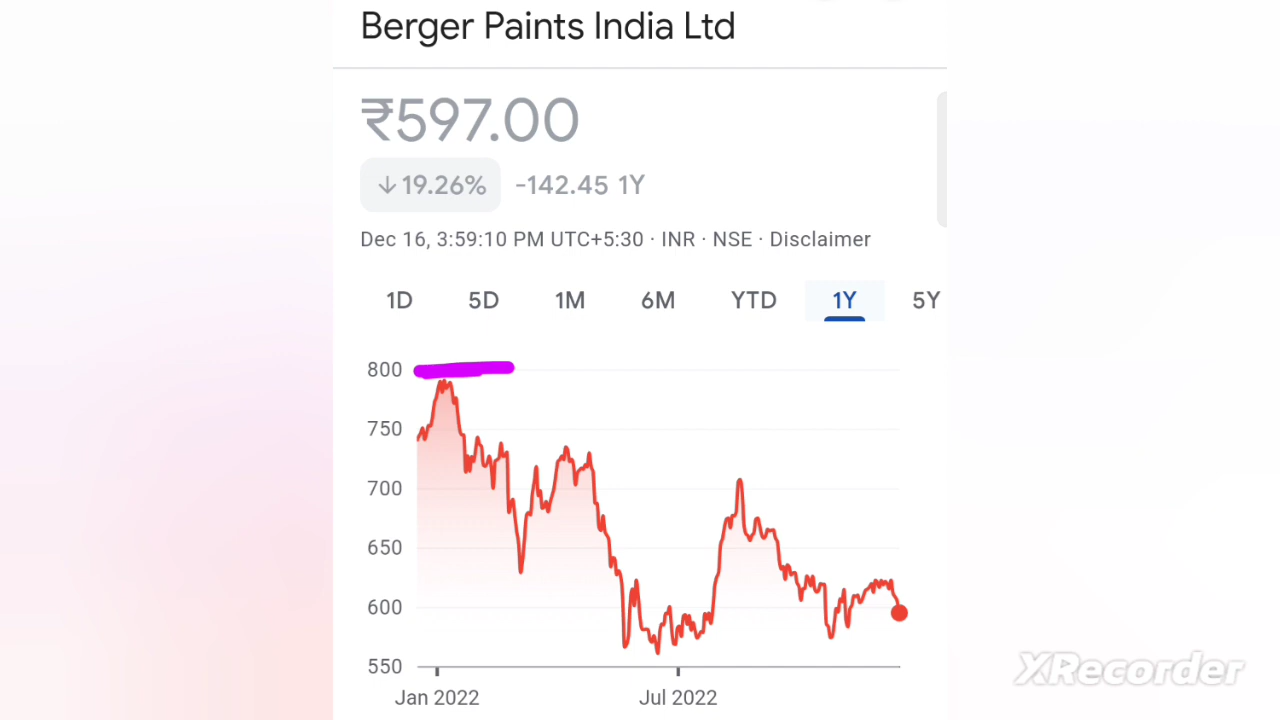 Berger Paints India Ltd
₹597.00
↓19.26% -142.45 1Y
Dec 16, 3:59:10 PM UTC+5:30 · INR · NSE · Disclaimer
1D 5D 1M 6M YTD 1Y 5Y
800
750
700
650
600
550
Jan 2022 Jul 2022
XRecorder